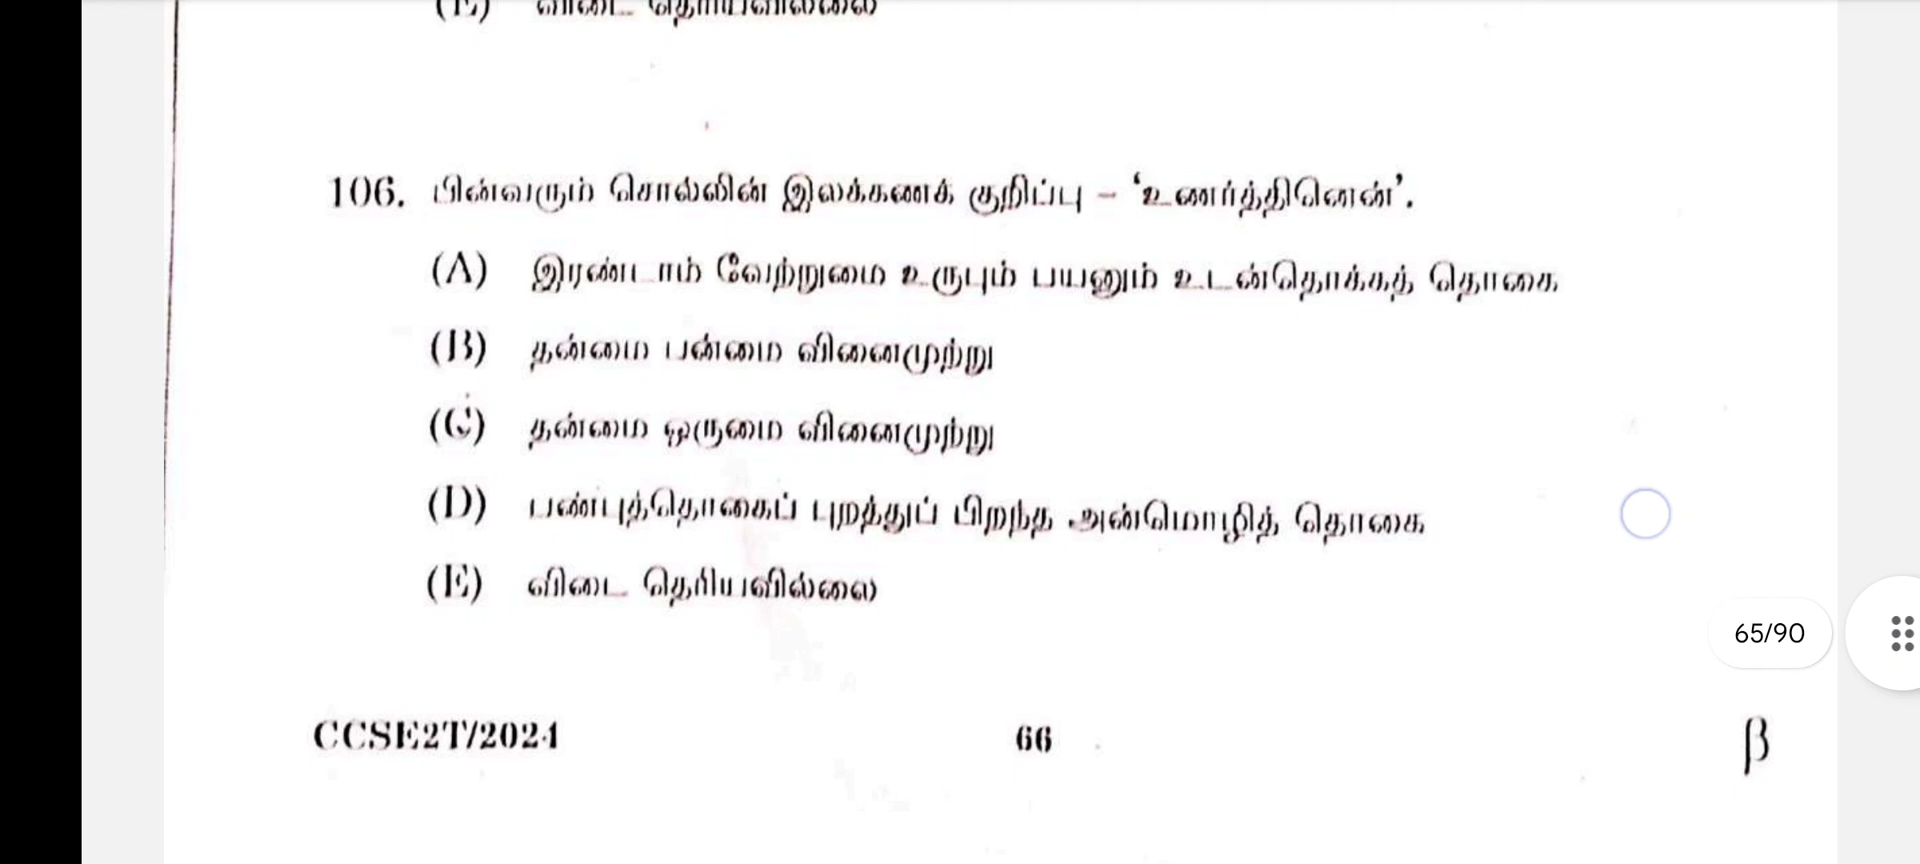 (E) விடை தெரியவில்லை
106. பின்வரும் சொல்லின் இலக்கணக் குறிப்பு – ‘உணர்த்தினென்’.
(A) இரண்டாம் வேற்றுமை உருபும் பயனும் உடன்தொக்கத் தொகை
(B) தன்மை பன்மை வினைமுற்று
(C) தன்மை ஒருமை வினைமுற்று
(D) பண்புத்தொகைப் புறத்துப் பிறந்த அன்மொழித் தொகை
(E) விடை தெரியவில்லை
65/90
CCSE2T/2024 66 β